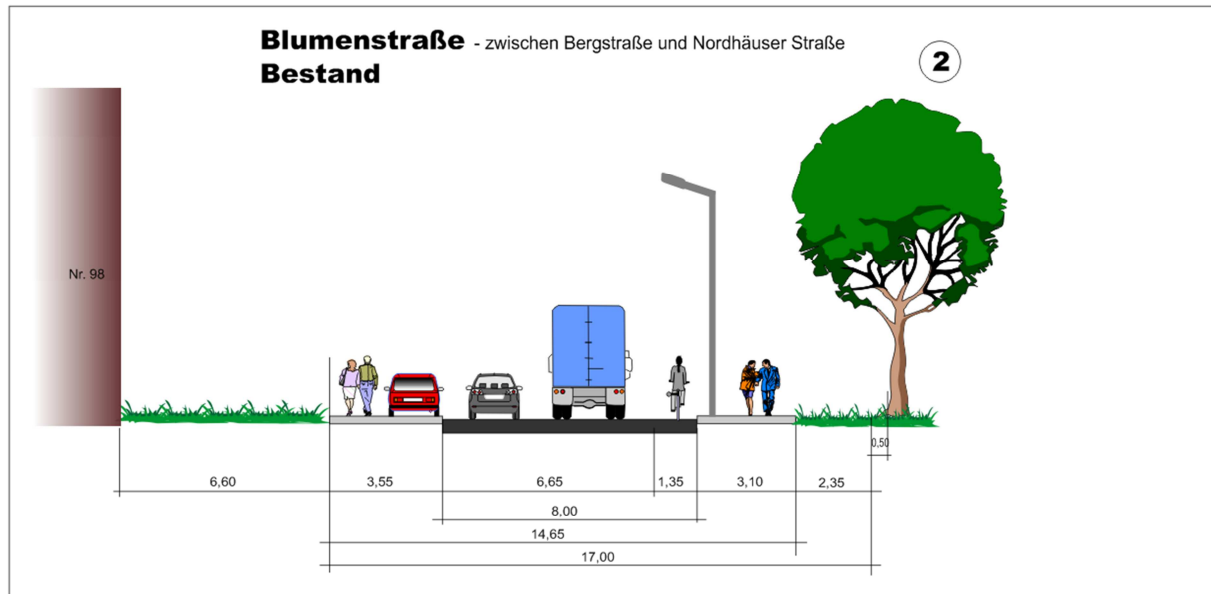 Blumenstraße - zwischen Bergstraße und Nordhäuser Straße
Bestand
2
Nr. 98
0,50
6,60 3,55 6,65 1,35 3,10 2,35
8,00
14,65
17,00